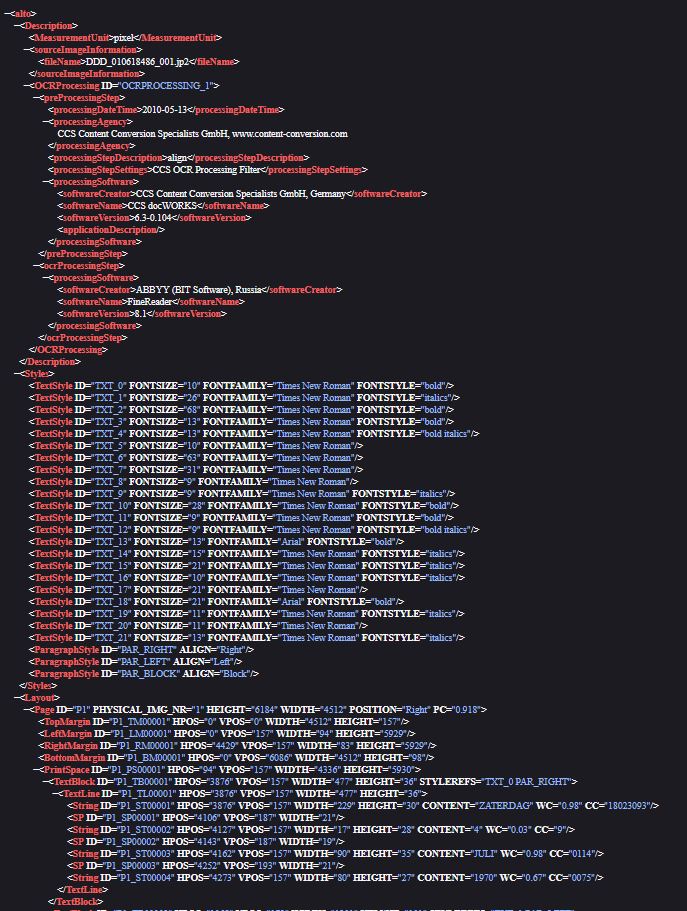 −<alto>
−<Description>
<MeasurementUnit>pixel</MeasurementUnit>
−<sourceImageInformation>
<fileName>DDD_010618486_001.jp2</fileName>
</sourceImageInformation>
−<OCRProcessing ID="OCRPROCESSING_1">
−<preProcessingStep>
<processingDateTime>2010-05-13</processingDateTime>
−<processingAgency>
CCS Content Conversion Specialists GmbH, www.content-conversion.com
</processingAgency>
<processingStepDescription>align</processingStepDescription>
<processingStepSettings>CCS OCR Processing Filter</processingStepSettings>
−<processingSoftware>
<softwareCreator>CCS Content Conversion Specialists GmbH, Germany</softwareCreator>
<softwareName>CCS docWORKS</softwareName>
<softwareVersion>6.3-0.104</softwareVersion>
<applicationDescription/>
</processingSoftware>
</preProcessingStep>
−<ocrProcessingStep>
−<processingSoftware>
<softwareCreator>ABBYY (BIT Software), Russia</softwareCreator>
<softwareName>FineReader</softwareName>
<softwareVersion>8.1</softwareVersion>
</processingSoftware>
</ocrProcessingStep>
</OCRProcessing>
</Description>
−<Styles>
<TextStyle ID="TXT_0" FONTSIZE="10" FONTFAMILY="Times New Roman" FONTSTYLE="bold"/>
<TextStyle ID="TXT_1" FONTSIZE="26" FONTFAMILY="Times New Roman" FONTSTYLE="italics"/>
<TextStyle ID="TXT_2" FONTSIZE="68" FONTFAMILY="Times New Roman" FONTSTYLE="bold"/>
<TextStyle ID="TXT_3" FONTSIZE="13" FONTFAMILY="Times New Roman" FONTSTYLE="bold"/>
<TextStyle ID="TXT_4" FONTSIZE="13" FONTFAMILY="Times New Roman" FONTSTYLE="bold italics"/>
<TextStyle ID="TXT_5" FONTSIZE="10" FONTFAMILY="Times New Roman"/>
<TextStyle ID="TXT_6" FONTSIZE="63" FONTFAMILY="Times New Roman"/>
<TextStyle ID="TXT_7" FONTSIZE="31" FONTFAMILY="Times New Roman"/>
<TextStyle ID="TXT_8" FONTSIZE="9" FONTFAMILY="Times New Roman"/>
<TextStyle ID="TXT_9" FONTSIZE="9" FONTFAMILY="Times New Roman" FONTSTYLE="italics"/>
<TextStyle ID="TXT_10" FONTSIZE="28" FONTFAMILY="Times New Roman" FONTSTYLE="bold"/>
<TextStyle ID="TXT_11" FONTSIZE="9" FONTFAMILY="Times New Roman" FONTSTYLE="bold"/>
<TextStyle ID="TXT_12" FONTSIZE="9" FONTFAMILY="Times New Roman" FONTSTYLE="bold italics"/>
<TextStyle ID="TXT_13" FONTSIZE="13" FONTFAMILY="Arial" FONTSTYLE="bold"/>
<TextStyle ID="TXT_14" FONTSIZE="15" FONTFAMILY="Times New Roman" FONTSTYLE="italics"/>
<TextStyle ID="TXT_15" FONTSIZE="21" FONTFAMILY="Times New Roman" FONTSTYLE="italics"/>
<TextStyle ID="TXT_16" FONTSIZE="10" FONTFAMILY="Times New Roman" FONTSTYLE="italics"/>
<TextStyle ID="TXT_17" FONTSIZE="21" FONTFAMILY="Times New Roman"/>
<TextStyle ID="TXT_18" FONTSIZE="21" FONTFAMILY="Arial" FONTSTYLE="bold"/>
<TextStyle ID="TXT_19" FONTSIZE="11" FONTFAMILY="Times New Roman" FONTSTYLE="italics"/>
<TextStyle ID="TXT_20" FONTSIZE="11" FONTFAMILY="Times New Roman"/>
<TextStyle ID="TXT_21" FONTSIZE="13" FONTFAMILY="Times New Roman" FONTSTYLE="italics"/>
<ParagraphStyle ID="PAR_RIGHT" ALIGN="Right"/>
<ParagraphStyle ID="PAR_LEFT" ALIGN="Left"/>
<ParagraphStyle ID="PAR_BLOCK" ALIGN="Block"/>
</Styles>
−<Layout>
−<Page ID="P1" PHYSICAL_IMG_NR="1" HEIGHT="6184" WIDTH="4512" POSITION="Right" PC="0.918">
<TopMargin ID="P1_TM00001" HPOS="0" VPOS="0" WIDTH="4512" HEIGHT="157"/>
<LeftMargin ID="P1_LM00001" HPOS="0" VPOS="157" WIDTH="94" HEIGHT="5929"/>
<RightMargin ID="P1_RM00001" HPOS="4429" VPOS="157" WIDTH="83" HEIGHT="5929"/>
<BottomMargin ID="P1_BM00001" HPOS="0" VPOS="6086" WIDTH="4512" HEIGHT="98"/>
−<PrintSpace ID="P1_PS00001" HPOS="94" VPOS="157" WIDTH="4336" HEIGHT="5930">
−<TextBlock ID="P1_TB00001" HPOS="3876" VPOS="157" WIDTH="477" HEIGHT="36" STYLEREFS="TXT_0 PAR_RIGHT">
−<TextLine ID="P1_TL00001" HPOS="3876" VPOS="157" WIDTH="477" HEIGHT="36">
<String ID="P1_ST00001" HPOS="3876" VPOS="157" WIDTH="229" HEIGHT="30" CONTENT="ZATERDAG" WC="0.98" CC="18023093"/>
<SP ID="P1_SP00001" HPOS="4106" VPOS="187" WIDTH="21"/>
<String ID="P1_ST00002" HPOS="4127" VPOS="157" WIDTH="17" HEIGHT="28" CONTENT="4" WC="0.03" CC="9"/>
<SP ID="P1_SP00002" HPOS="4143" VPOS="187" WIDTH="19"/>
<String ID="P1_ST00003" HPOS="4162" VPOS="157" WIDTH="90" HEIGHT="35" CONTENT="JULI" WC="0.98" CC="0114"/>
<SP ID="P1_SP00003" HPOS="4252" VPOS="193" WIDTH="21"/>
<String ID="P1_ST00004" HPOS="4273" VPOS="157" WIDTH="80" HEIGHT="27" CONTENT="1970" WC="0.67" CC="0075"/>
</TextLine>
</TextBlock>